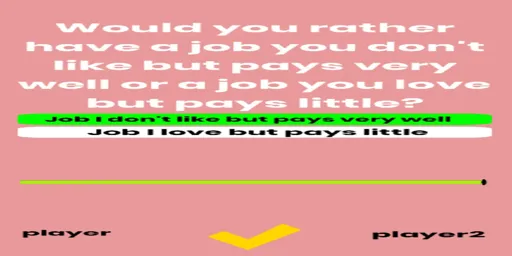 Would you rather
have a job you don't
like but pays very
well or a job you love
but pays little?
Job I don't like but pays very well
Job I love but pays little
player
player2